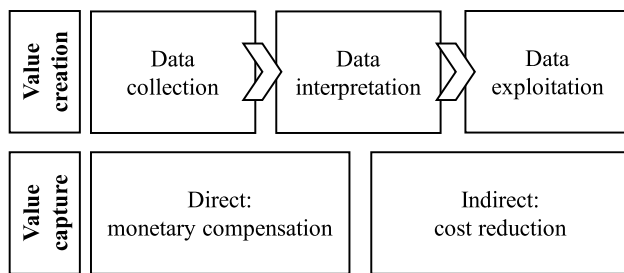 Value
creation
Data
collection
Data
interpretation
Data
exploitation
Value
capture
Direct:
monetary compensation
Indirect:
cost reduction